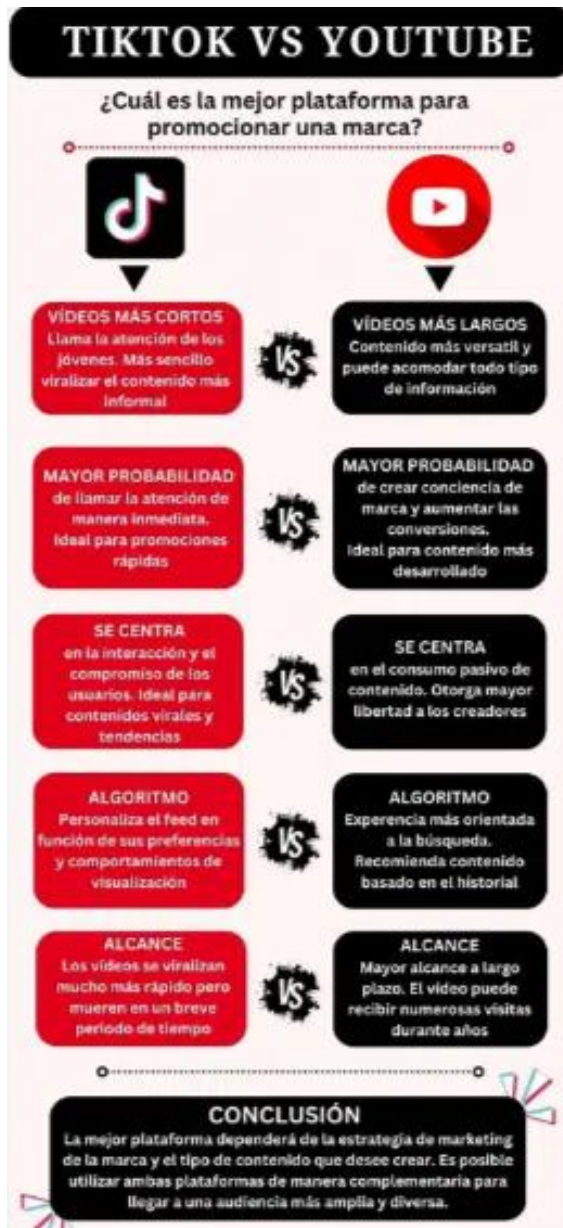 TIKTOK VS YOUTUBE
¿Cuál es la mejor plataforma para
promocionar una marca?
VÍDEOS MÁS CORTOS
Llama la atención de los
jóvenes. Más sencillo
viralizar el contenido más
informal
VS
VÍDEOS MÁS LARGOS
Contenido más versatil y
puede acomodar todo tipo
de información
MAYOR PROBABILIDAD
de llamar la atención de
manera inmediata.
Ideal para promociones
rápidas
VS
MAYOR PROBABILIDAD
de crear conciencia de
marca y aumentar las
conversiones.
Ideal para contenido más
desarrollado
SE CENTRA
en la interacción y el
compromiso de los
usuarios. Ideal para
contenidos virales y
tendencias
VS
SE CENTRA
en el consumo pasivo de
contenido. Otorga mayor
libertad a los creadores
ALGORITMO
Personaliza el feed en
función de sus preferencias
y comportamientos de
visualización
VS
ALGORITMO
Experencia más orientada
a la búsqueda.
Recomienda contenido
basado en el historial
ALCANCE
Los vídeos se viralizan
mucho más rápido pero
mueren en un breve
periodo de tiempo
VS
ALCANCE
Mayor alcance a largo
plazo. El vídeo puede
recibir numerosas visitas
durante años
CONCLUSIÓN
La mejor plataforma dependerá de la estrategia de marketing
de la marca y el tipo de contenido que desee crear. Es posible
utilizar ambas plataformas de manera complementaria para
llegar a una audiencia más amplia y diversa.